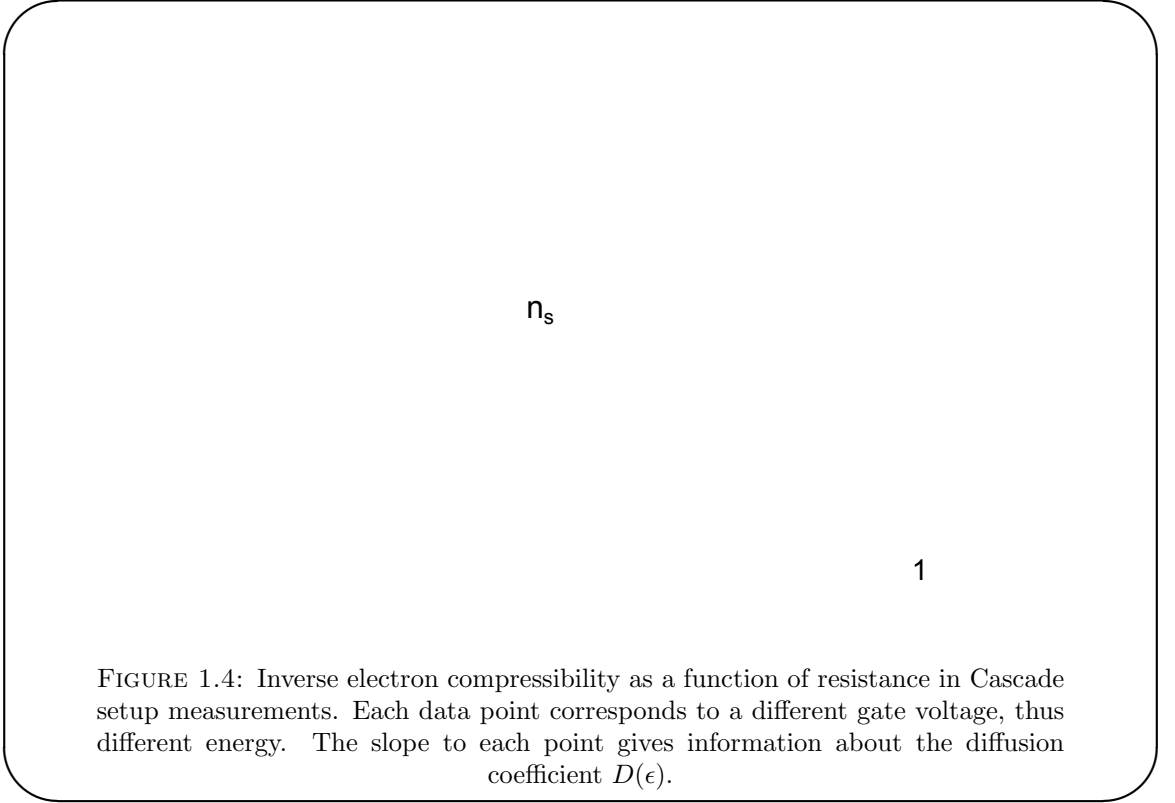 nₛ
1
FIGURE 1.4: Inverse electron compressibility as a function of resistance in Cascade
setup measurements. Each data point corresponds to a different gate voltage, thus
different energy. The slope to each point gives information about the diffusion
coefficient D(ϵ).